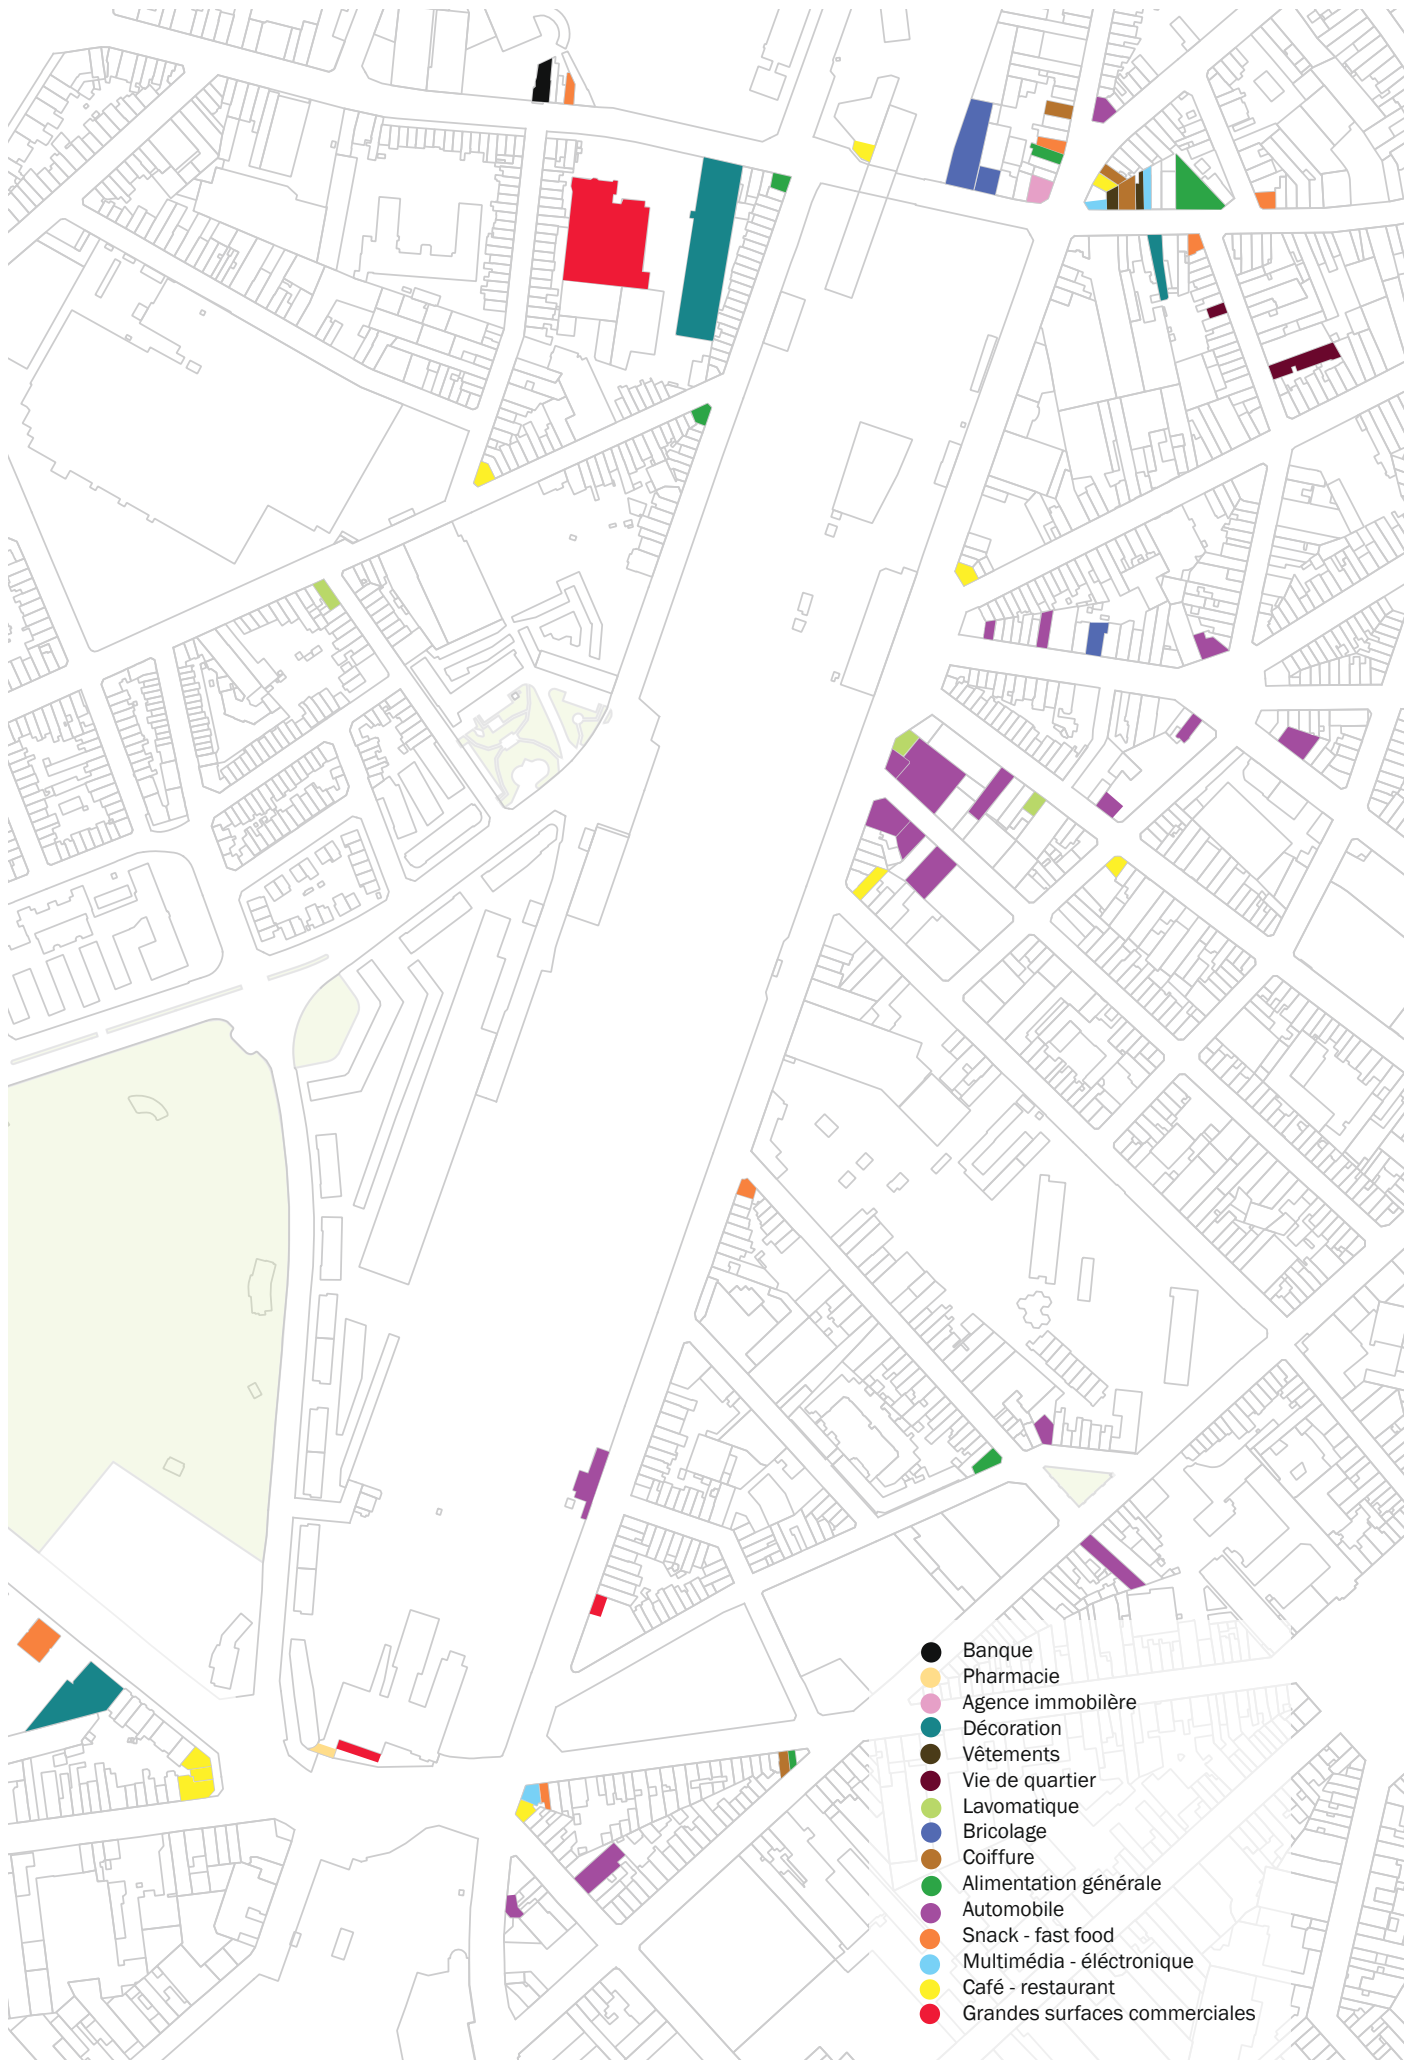 Banque
Pharmacie
Agence immobilère
Décoration
Vêtements
Vie de quartier
Lavomatique
Bricolage
Coiffure
Alimentation générale
Automobile
Snack - fast food
Multimédia - éléctronique
Café - restaurant
Grandes surfaces commerciales